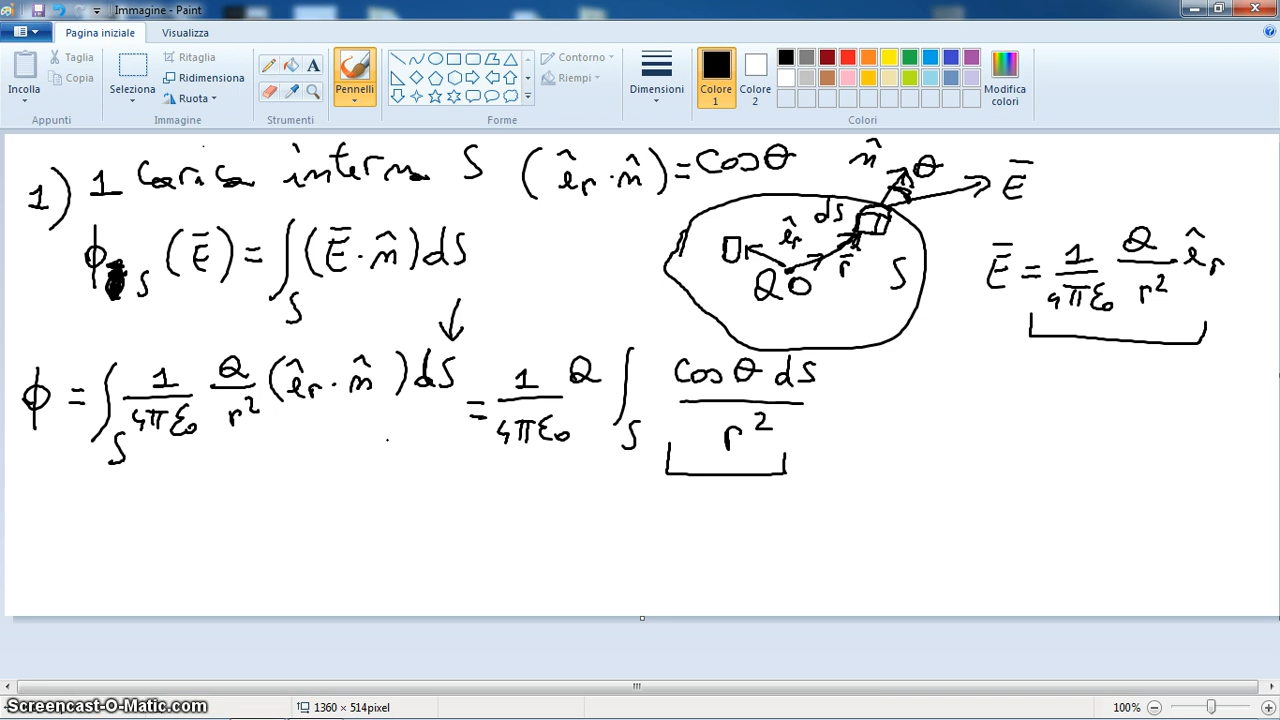 Immagine - Paint
Pagina iniziale Visualizza
Incolla
Taglia
Copia
Appunti
Seleziona
Ritaglia
Ridimensiona
Ruota
Immagine
Strumenti
Pennelli
Contorno
Riempi
Forme
Dimensioni
Colore 1
Colore 2
Modifica colori
Colori
1) 1 carica interna S (ê_r · n̂) = cosθ
n̂ θ Ē
dS ê_r r̄ Q O S
ϕ_S (Ē) = ∫_S (Ē · n̂) dS
Ē = 1/(4πε₀) Q/r² ê_r
ϕ = ∫_S 1/(4πε₀) Q/r² (ê_r · n̂) dS = 1/(4πε₀) Q ∫_S cosθ dS / r²
Screencast-O-Matic.com
1360 × 514pixel
100%